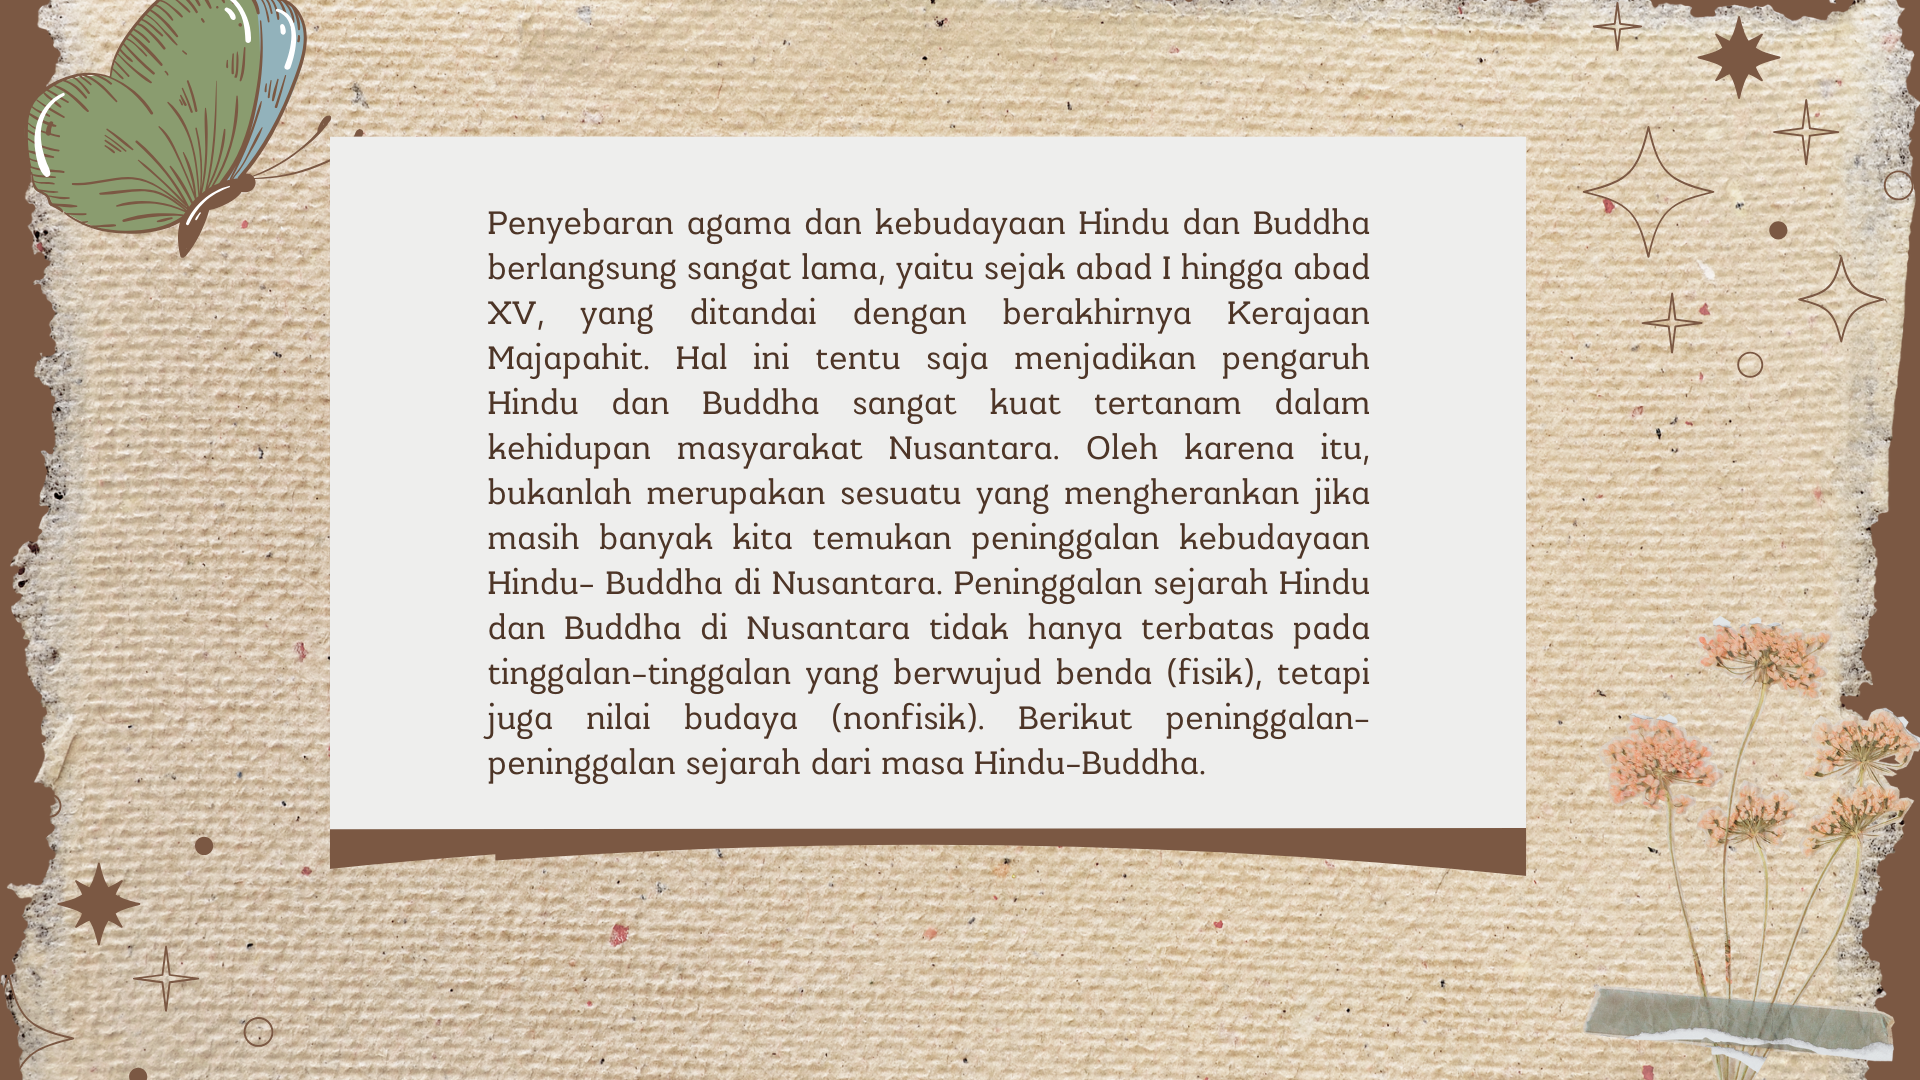 Penyebaran agama dan kebudayaan Hindu dan Buddha
berlangsung sangat lama, yaitu sejak abad I hingga abad
XV, yang ditandai dengan berakhirnya Kerajaan
Majapahit. Hal ini tentu saja menjadikan pengaruh
Hindu dan Buddha sangat kuat tertanam dalam
kehidupan masyarakat Nusantara. Oleh karena itu,
bukanlah merupakan sesuatu yang mengherankan jika
masih banyak kita temukan peninggalan kebudayaan
Hindu- Buddha di Nusantara. Peninggalan sejarah Hindu
dan Buddha di Nusantara tidak hanya terbatas pada
tinggalan-tinggalan yang berwujud benda (fisik), tetapi
juga nilai budaya (nonfisik). Berikut peninggalan-
peninggalan sejarah dari masa Hindu-Buddha.